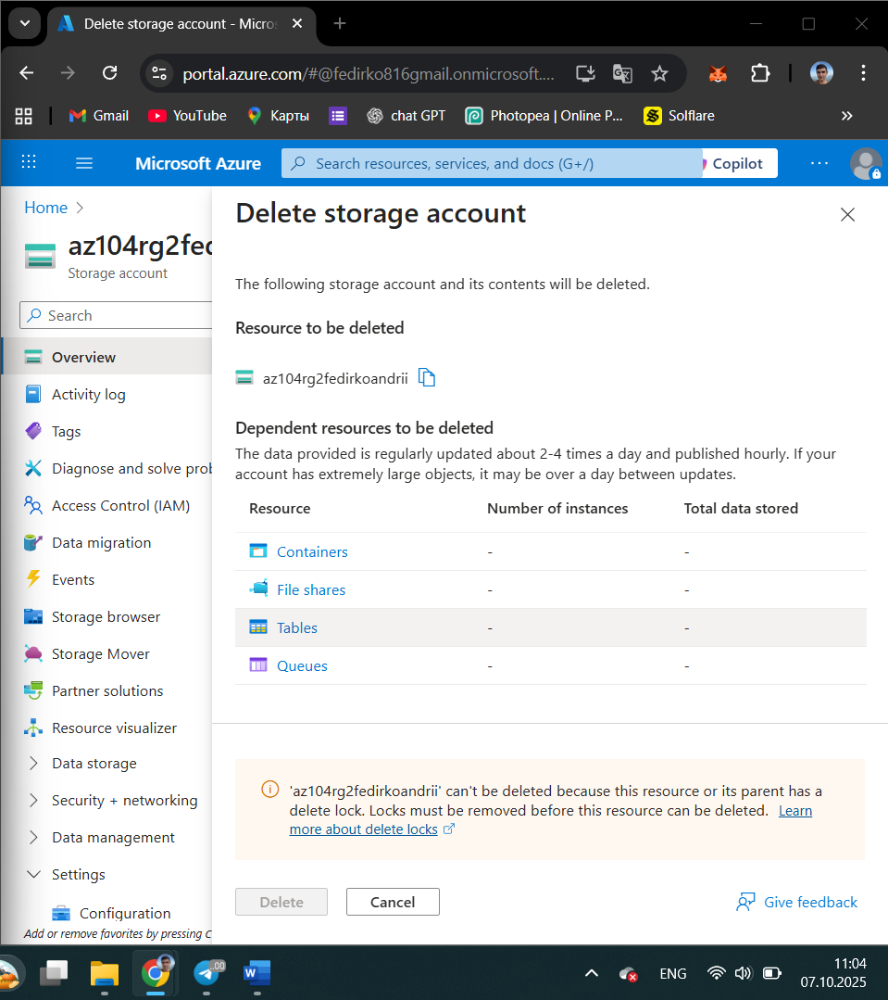 Delete storage account - Micros
portal.azure.com/#@fedirko816gmail.onmicrosoft....
Gmail
YouTube
Карты
chat GPT
Photopea | Online P...
Solflare
Microsoft Azure
Search resources, services, and docs (G+/)
Copilot
Home
az104rg2fed
Storage account
Search
Overview
Activity log
Tags
Diagnose and solve prob
Access Control (IAM)
Data migration
Events
Storage browser
Storage Mover
Partner solutions
Resource visualizer
Data storage
Security + networking
Data management
Settings
Configuration
Add or remove favorites by pressing C
Delete storage account
The following storage account and its contents will be deleted.
Resource to be deleted
az104rg2fedirkoandrii
Dependent resources to be deleted
The data provided is regularly updated about 2-4 times a day and published hourly. If your
account has extremely large objects, it may be over a day between updates.
Resource Number of instances Total data stored
Containers - -
File shares - -
Tables - -
Queues - -
'az104rg2fedirkoandrii' can't be deleted because this resource or its parent has a
delete lock. Locks must be removed before this resource can be deleted. Learn
more about delete locks
Delete
Cancel
Give feedback
.00
W
ENG
11:04
07.10.2025